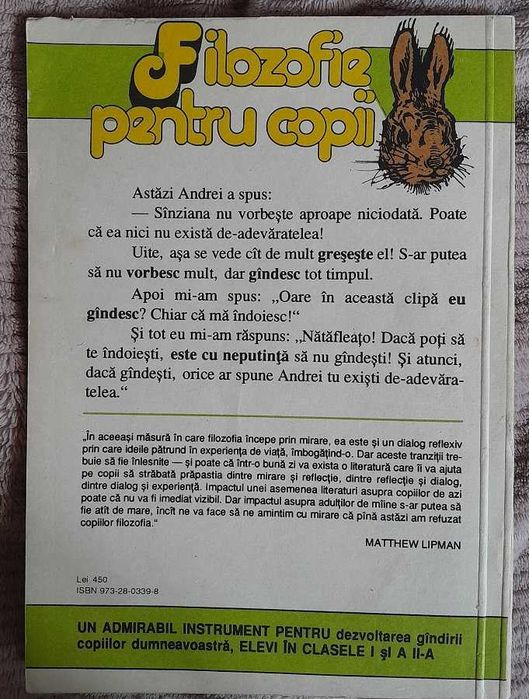 Filozofie
pentru copii
Astăzi Andrei a spus:
— Sînziana nu vorbește aproape niciodată. Poate
că ea nici nu există de-adevăratelea!
Uite, așa se vede cît de mult greșește el! S-ar putea
să nu vorbesc mult, dar gîndesc tot timpul.
Apoi mi-am spus: „Oare în această clipă eu
gîndesc? Chiar că mă îndoiesc!“
Și tot eu mi-am răspuns: „Nătăfleațo! Dacă poți să
te îndoiești, este cu neputință să nu gîndești! Și atunci,
dacă gîndești, orice ar spune Andrei tu exiști de-adevăra-
telea.“
„În aceeași măsură în care filozofia începe prin mirare, ea este și un dialog reflexiv
prin care ideile pătrund în experiența de viață, îmbogățind-o. Dar aceste tranziții tre-
buie să fie înlesnite — și poate că într-o bună zi va exista o literatură care îi va ajuta
pe copii să străbată prăpastia dintre mirare și reflecție, dintre reflecție și dialog,
dintre dialog și experiență. Impactul unei asemenea literaturi asupra copiilor de azi
poate că nu va fi imediat vizibil. Dar impactul asupra adulților de mîine s-ar putea să
fie atît de mare, încît ne va face să ne amintim cu mirare că pînă astăzi am refuzat
copiilor filozofia.“
MATTHEW LIPMAN
Lei 450
ISBN 973-28-0339-8
UN ADMIRABIL INSTRUMENT PENTRU dezvoltarea gîndirii
copiilor dumneavoastră, ELEVI ÎN CLASELE I și A II-A